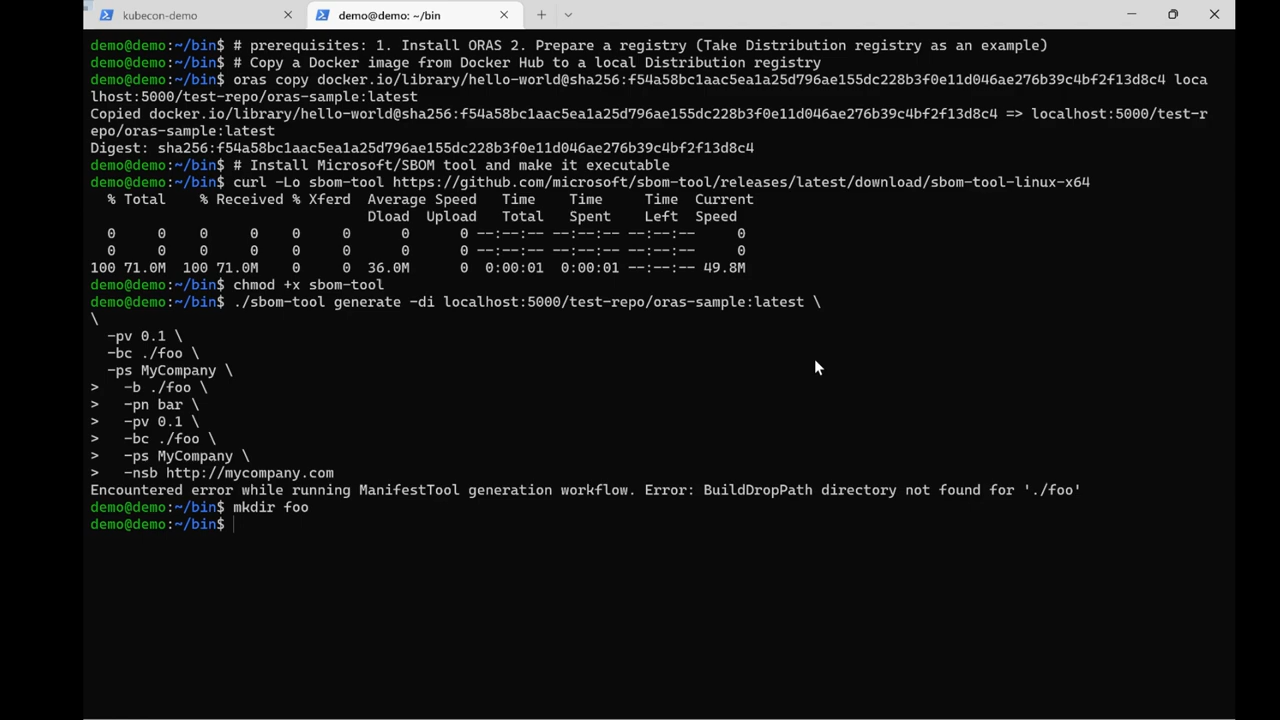 kubecon-demo
demo@demo: ~/bin
demo@demo:~/bin$ # prerequisites: 1. Install ORAS 2. Prepare a registry (Take Distribution registry as an example)
demo@demo:~/bin$ # Copy a Docker image from Docker Hub to a local Distribution registry
demo@demo:~/bin$ oras copy docker.io/library/hello-world@sha256:f54a58bc1aac5ea1a25d796ae155dc228b3f0e11d046ae276b39c4bf2f13d8c4 loca
lhost:5000/test-repo/oras-sample:latest
Copied docker.io/library/hello-world@sha256:f54a58bc1aac5ea1a25d796ae155dc228b3f0e11d046ae276b39c4bf2f13d8c4 => localhost:5000/test-r
epo/oras-sample:latest
Digest: sha256:f54a58bc1aac5ea1a25d796ae155dc228b3f0e11d046ae276b39c4bf2f13d8c4
demo@demo:~/bin$ # Install Microsoft/SBOM tool and make it executable
demo@demo:~/bin$ curl -Lo sbom-tool https://github.com/microsoft/sbom-tool/releases/latest/download/sbom-tool-linux-x64
% Total % Received % Xferd Average Speed Time Time Time Current
Dload Upload Total Spent Left Speed
0 0 0 0 0 0 0 0 --:--:-- --:--:-- --:--:-- 0
0 0 0 0 0 0 0 0 --:--:-- --:--:-- --:--:-- 0
100 71.0M 100 71.0M 0 0 36.0M 0 0:00:01 0:00:01 --:--:-- 49.8M
demo@demo:~/bin$ chmod +x sbom-tool
demo@demo:~/bin$ ./sbom-tool generate -di localhost:5000/test-repo/oras-sample:latest \
\
-pv 0.1 \
-bc ./foo \
-ps MyCompany \
> -b ./foo \
> -pn bar \
> -pv 0.1 \
> -bc ./foo \
> -ps MyCompany \
> -nsb http://mycompany.com
Encountered error while running ManifestTool generation workflow. Error: BuildDropPath directory not found for './foo'
demo@demo:~/bin$ mkdir foo
demo@demo:~/bin$